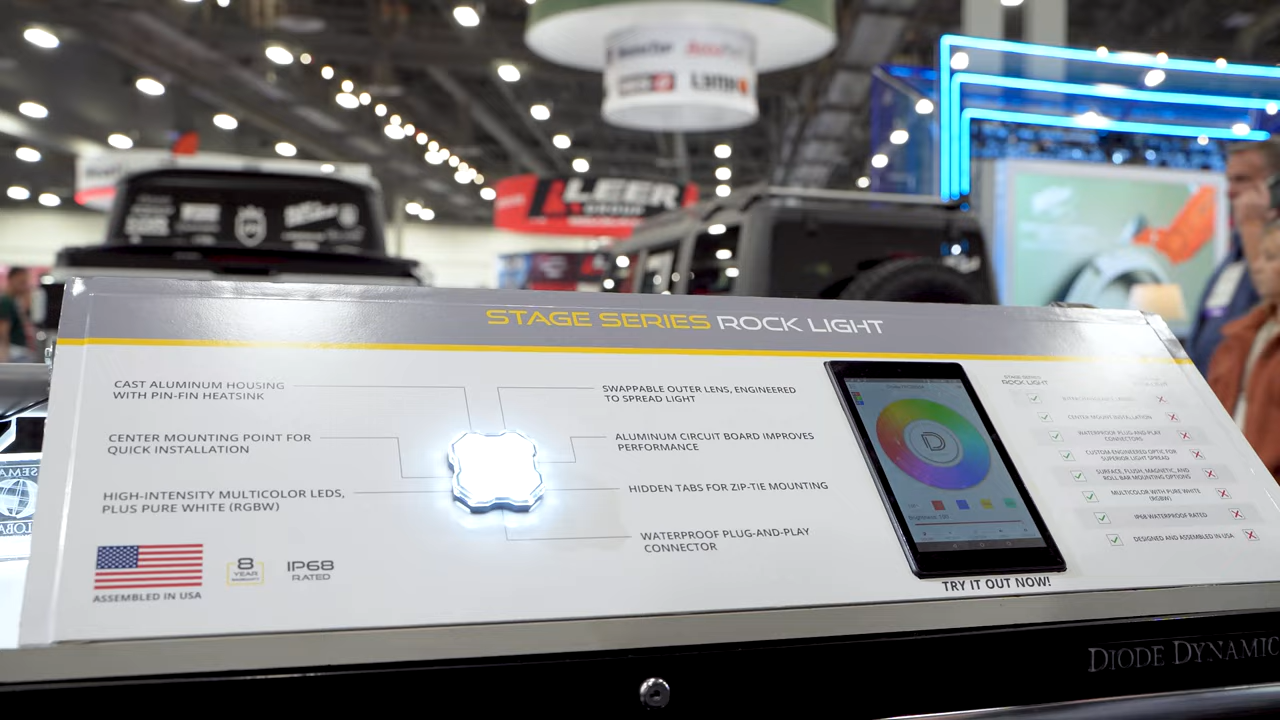 LEER
GROUP
STAGE SERIES ROCK LIGHT
CAST ALUMINUM HOUSING
WITH PIN-FIN HEATSINK
CENTER MOUNTING POINT FOR
QUICK INSTALLATION
HIGH-INTENSITY MULTICOLOR LEDS,
PLUS PURE WHITE (RGBW)
ASSEMBLED IN USA
8
YEAR
WARRANTY
IP68
RATED
SWAPPABLE OUTER LENS, ENGINEERED
TO SPREAD LIGHT
ALUMINUM CIRCUIT BOARD IMPROVES
PERFORMANCE
HIDDEN TABS FOR ZIP-TIE MOUNTING
WATERPROOF PLUG-AND-PLAY
CONNECTOR
D
TRY IT OUT NOW!
STAGE SERIES
ROCK LIGHT
CENTER MOUNT INSTALLATION
WATERPROOF PLUG-AND-PLAY
CONNECTORS
CUSTOM ENGINEERED OPTIC FOR
SUPERIOR LIGHT SPREAD
SURFACE, FLUSH, MAGNETIC, AND
ROLL BAR MOUNTING OPTIONS
MULTICOLOR WITH PURE WHITE
(RGBW)
IP68 WATERPROOF RATED
DESIGNED AND ASSEMBLED IN USA
DIODE DYNAMIC